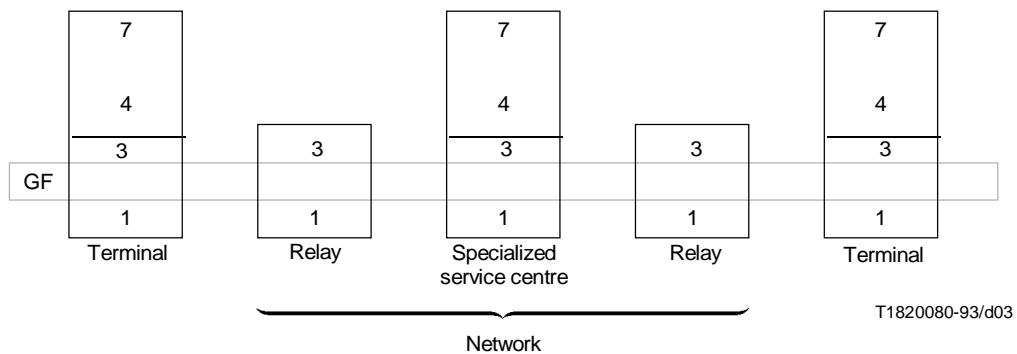 7 7 7
4 4 4
3 3 3 3 3
GF
1 1 1 1 1
Terminal Relay Specialized service centre Relay Terminal
T1820080-93/d03
Network